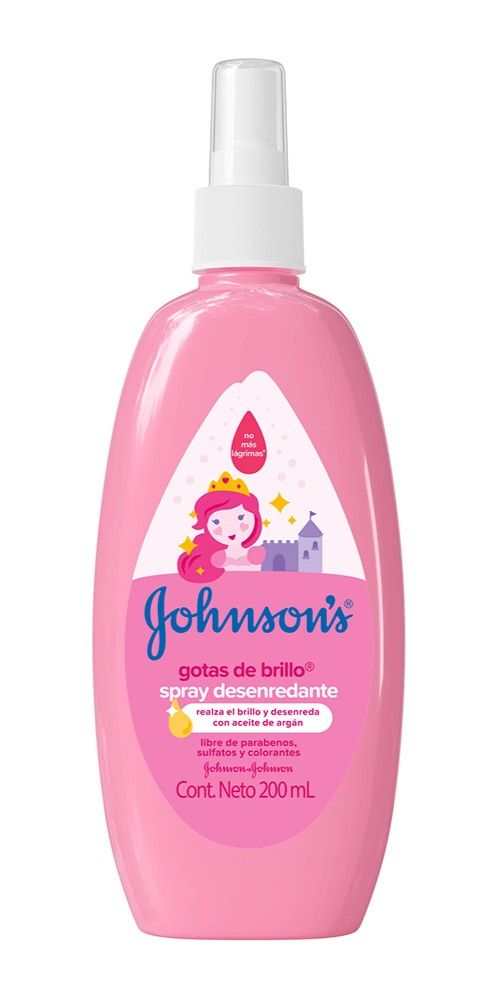 no
más
lágrimas®
Johnson's®
gotas de brillo®
spray desenredante
realza el brillo y desenreda
con aceite de argán
libre de parabenos,
sulfatos y colorantes
Johnson & Johnson
Cont. Neto 200 mL